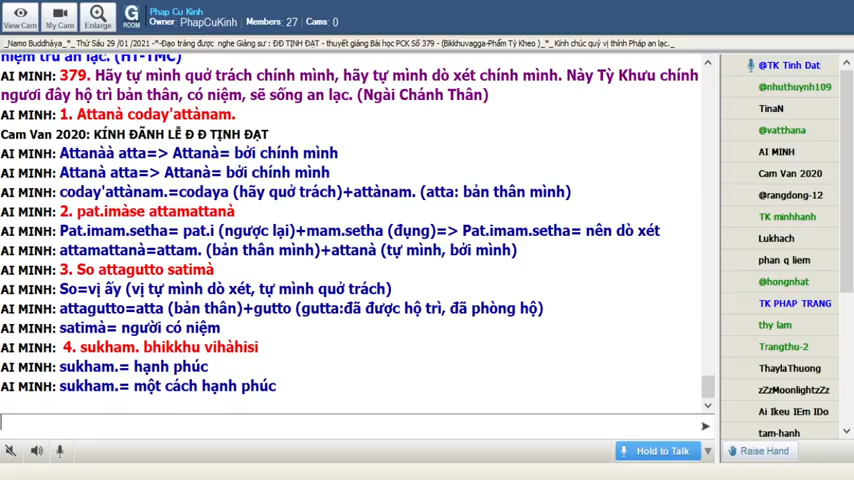 Phap Cu Kinh
Owner: PhapCuKinh Members: 27 Cams: 0
View Cam
My Cam
Enlarge
G
ROOM
_Namo Buddhàya_*_ Thứ Sáu 29 /01 /2021 -*Đạo tràng được nghe Giảng sư : ĐĐ TỊNH ĐẠT - thuyết giảng Bài học PCK Số 379 - (Bikkhuvagga-Phẩm Tỳ Kheo )_*_ Kính chúc quý vị thính Pháp an lạc._
niệm trú an lạc. (HT-TMC)
AI MINH: 379. Hãy tự mình quở trách chính mình, hãy tự mình dò xét chính mình. Này Tỳ Khưu chính
ngươi đây hộ trì bản thân, có niệm, sẽ sống an lạc. (Ngài Chánh Thân)
AI MINH: 1. Attanà coday'attànam.
Cam Van 2020: KÍNH ĐÃNH LỄ Đ Đ TỊNH ĐẠT
AI MINH: Attanàà atta=> Attanà= bởi chính mình
AI MINH: Attanà atta=> Attanà= bởi chính mình
AI MINH: coday'attànam.=codaya (hãy quở trách)+attànam. (atta: bản thân mình)
AI MINH: 2. pat.imàse attamattanà
AI MINH: Pat.imam.setha= pat.i (ngược lại)+mam.setha (đụng)=> Pat.imam.setha= nên dò xét
AI MINH: attamattanà=attam. (bản thân mình)+attanà (tự mình, bởi mình)
AI MINH: 3. So attagutto satimà
AI MINH: So=vị ấy (vị tự mình dò xét, tự mình quở trách)
AI MINH: attagutto=atta (bản thân)+gutto (gutta:đã được hộ trì, đã phòng hộ)
AI MINH: satimà= người có niệm
AI MINH: 4. sukham. bhikkhu vihàhisi
AI MINH: sukham.= hạnh phúc
AI MINH: sukham.= một cách hạnh phúc
Hold to Talk
@TK Tinh Dat
@nhuthuynh109
TinaN
@vatthana
AI MINH
Cam Van 2020
@rangdong-12
TK minhhanh
Lukhach
phan q liem
@hongnhat
TK PHAP TRANG
thy lam
Trangthu-2
ThaylaThuong
zZzMoonlightzZz
Ai Ikeu IEm IDo
tam-hanh
Raise Hand